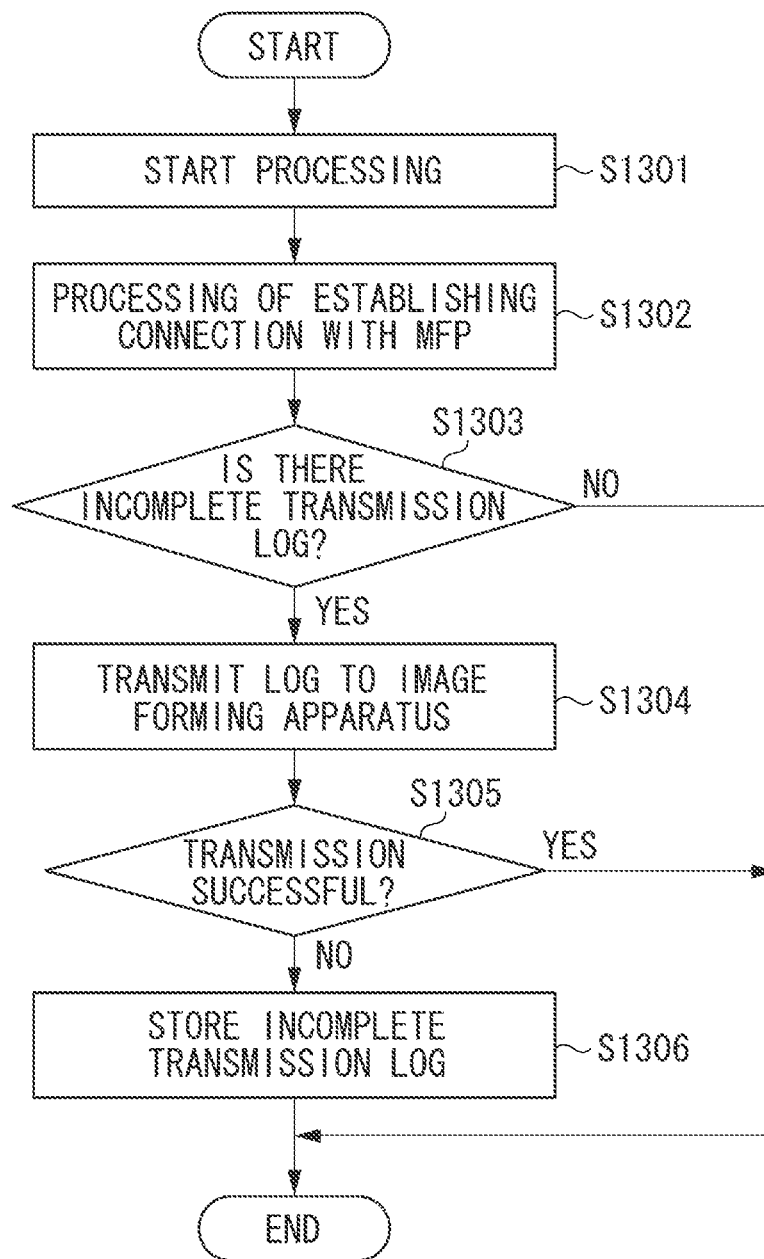 START
START PROCESSING
S1301
PROCESSING OF ESTABLISHING
CONNECTION WITH MFP
S1302
S1303
IS THERE
INCOMPLETE TRANSMISSION
LOG?
NO
YES
TRANSMIT LOG TO IMAGE
FORMING APPARATUS
S1304
S1305
TRANSMISSION
SUCCESSFUL?
YES
NO
STORE INCOMPLETE
TRANSMISSION LOG
S1306
END